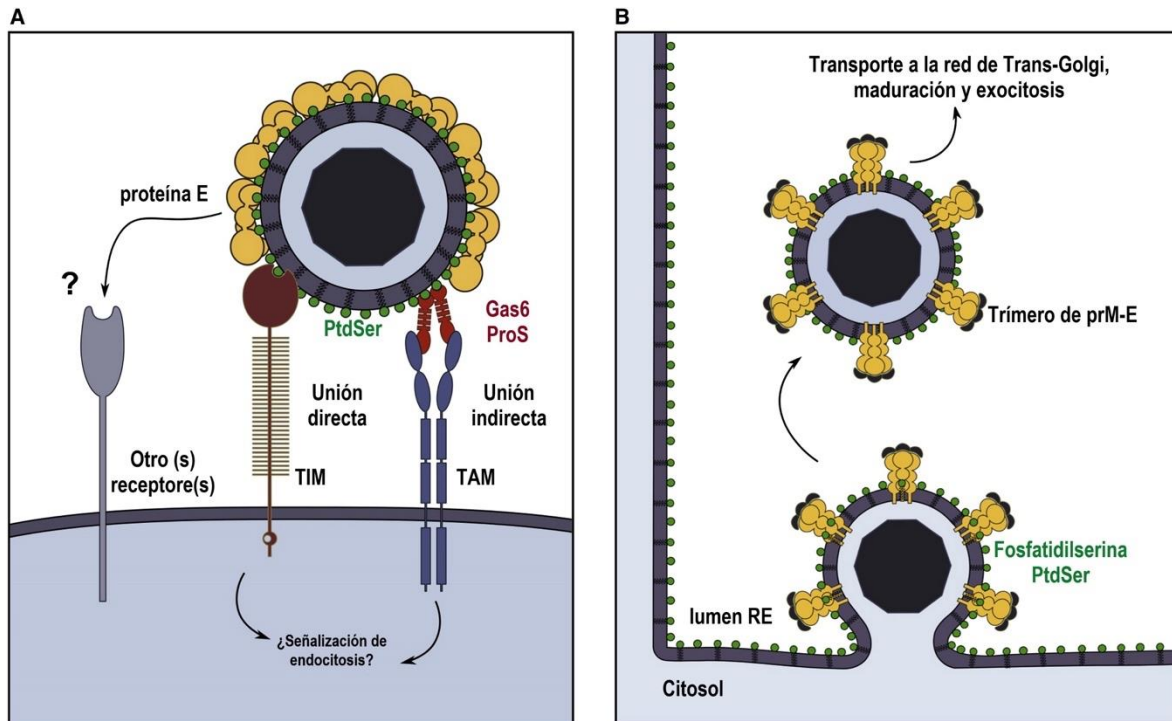 A
proteína E
?
PtdSer
Gas6
ProS
Unión
directa
Unión
indirecta
Otro (s)
receptore(s)
TIM
TAM
¿Señalización de
endocitosis?
B
Transporte a la red de Trans-Golgi,
maduración y exocitosis
Trímero de prM-E
Fosfatidilserina
PtdSer
lumen RE
Citosol